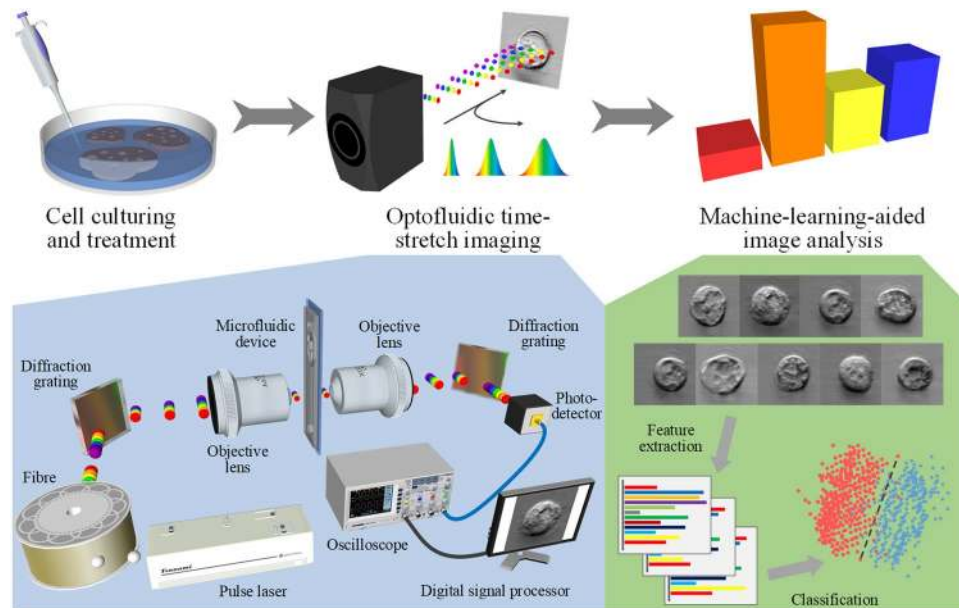 Cell culturing
and treatment
Optofluidic time-
stretch imaging
Machine-learning-aided
image analysis
Diffraction
grating
Microfluidic
device
Objective
lens
Diffraction
grating
Photo-
detector
Objective
lens
Fibre
Oscilloscope
Pulse laser
Digital signal processor
Feature
extraction
Classification